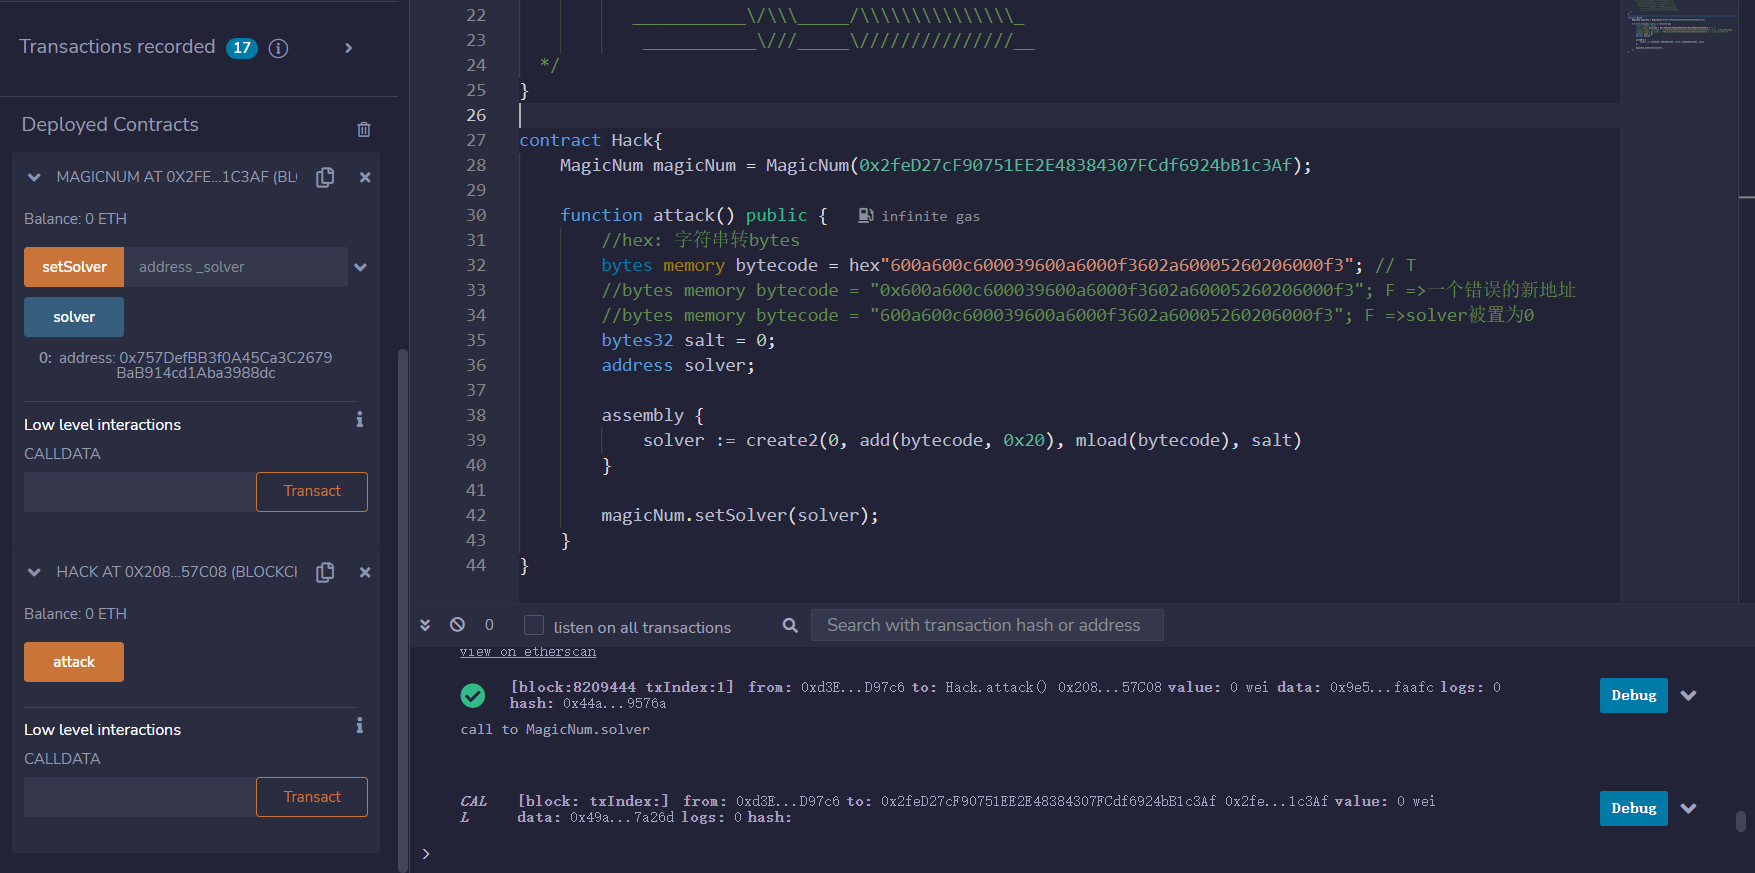 Transactions recorded 17
Deployed Contracts
MAGICNUM AT 0X2FE...1C3AF (BL
Balance: 0 ETH
setSolver address _solver
solver
0: address: 0x757DefBB3f0A45Ca3C2679
BaB914cd1Aba3988dc
Low level interactions
CALLDATA
Transact
HACK AT 0X208...57C08 (BLOCKCH
Balance: 0 ETH
attack
Low level interactions
CALLDATA
Transact
22 ___________\/\\\_____/\\\\\\\\\\\\\\\_
23 ___________\///_____\///////////////__
24 */
25 }
26
27 contract Hack{
28 MagicNum magicNum = MagicNum(0x2feD27cF90751EE2E48384307FCdf6924bB1c3Af);
29
30 function attack() public { infinite gas
31 //hex: 字符串转bytes
32 bytes memory bytecode = hex"600a600c600039600a6000f3602a60005260206000f3"; // T
33 //bytes memory bytecode = "0x600a600c600039600a6000f3602a60005260206000f3"; F =>一个错误的新地址
34 //bytes memory bytecode = "600a600c600039600a6000f3602a60005260206000f3"; F =>solver被置为0
35 bytes32 salt = 0;
36 address solver;
37
38 assembly {
39 solver := create2(0, add(bytecode, 0x20), mload(bytecode), salt)
40 }
41
42 magicNum.setSolver(solver);
43 }
44 }
0 listen on all transactions Search with transaction hash or address
view on etherscan
[block:8209444 txIndex:1] from: 0xd3E...D97c6 to: Hack.attack() 0x208...57C08 value: 0 wei data: 0x9e5...faafc logs: 0
hash: 0x44a...9576a
Debug
call to MagicNum.solver
CAL [block: txIndex:] from: 0xd3E...D97c6 to: 0x2feD27cF90751EE2E48384307FCdf6924bB1c3Af 0x2fe...1c3Af value: 0 wei
L data: 0x49a...7a26d logs: 0 hash:
Debug
>